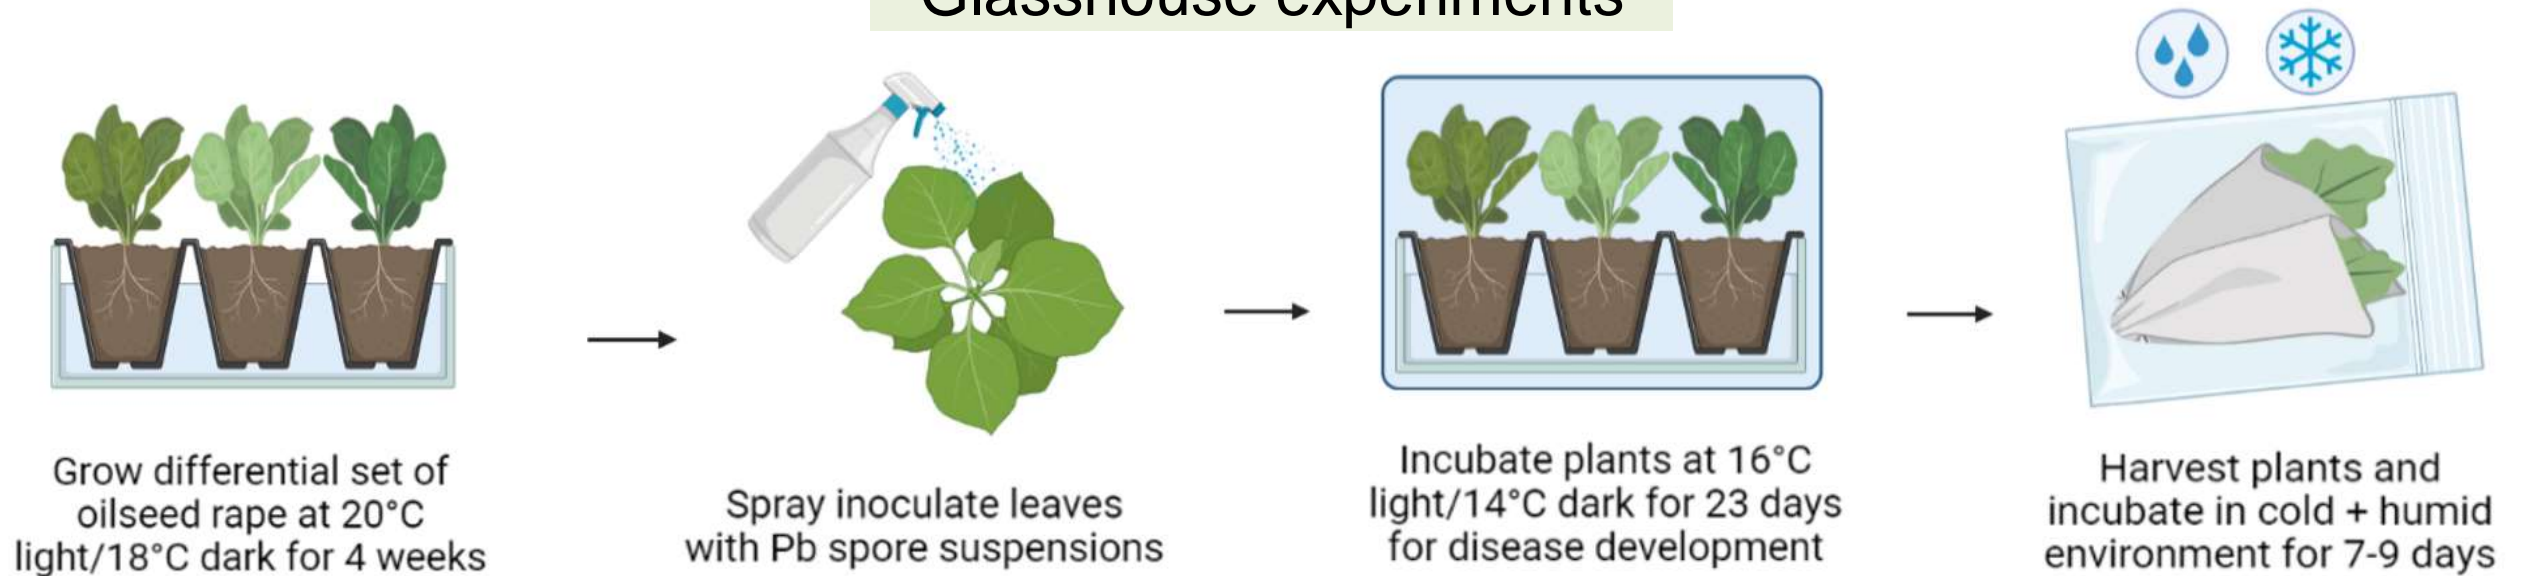 Glasshouse experiments
Grow differential set of
oilseed rape at 20°C
light/18°C dark for 4 weeks
Spray inoculate leaves
with Pb spore suspensions
Incubate plants at 16°C
light/14°C dark for 23 days
for disease development
Harvest plants and
incubate in cold + humid
environment for 7-9 days